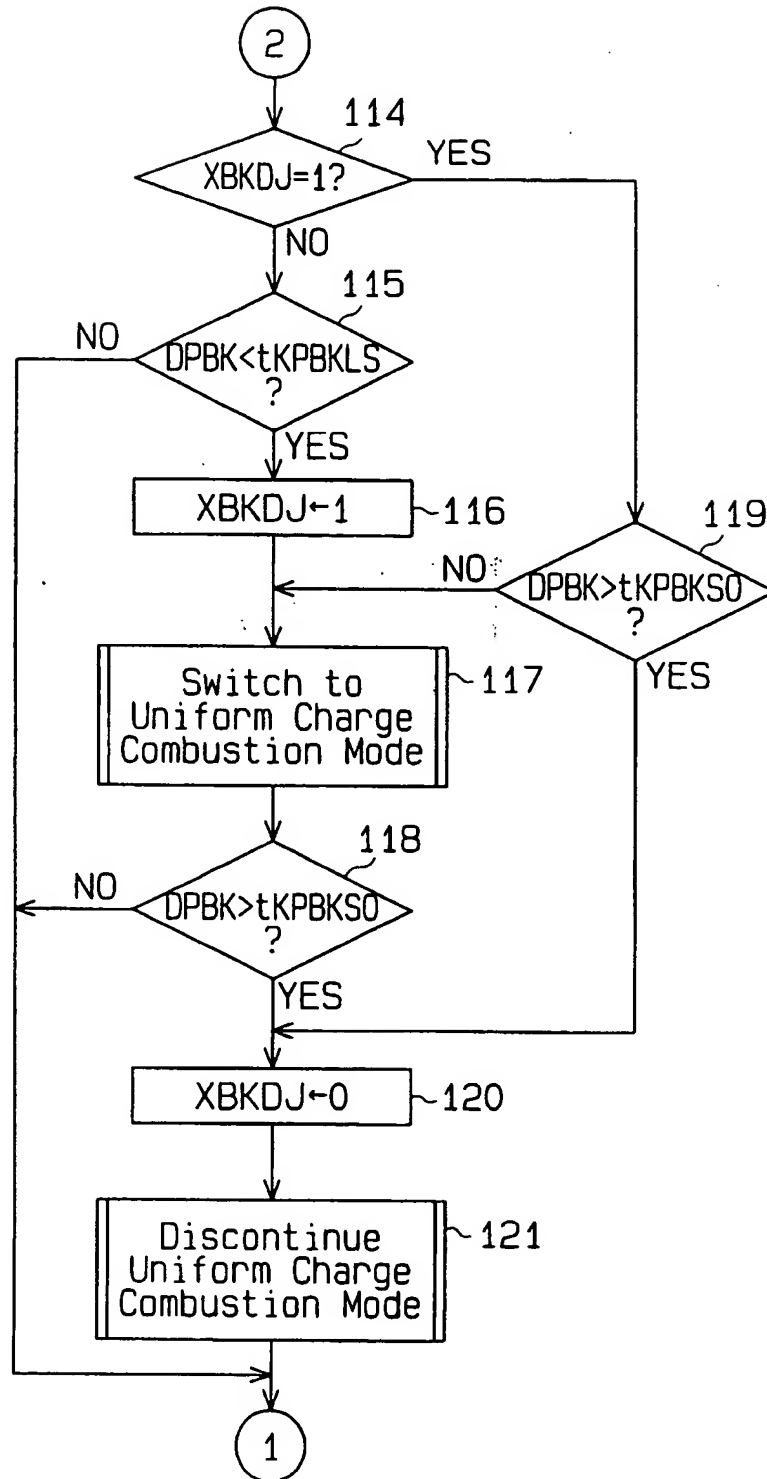 2
114
XBKDJ=1?
YES
NO
115
NO
DPBK<tKPBKLS
?
YES
XBKDJ←1
116
119
NO
DPBK>tKPBKSO
?
YES
Switch to
Uniform Charge
Combustion Mode
117
118
NO
DPBK>tKPBKSO
?
YES
XBKDJ←0
120
Discontinue
Uniform Charge
Combustion Mode
121
1